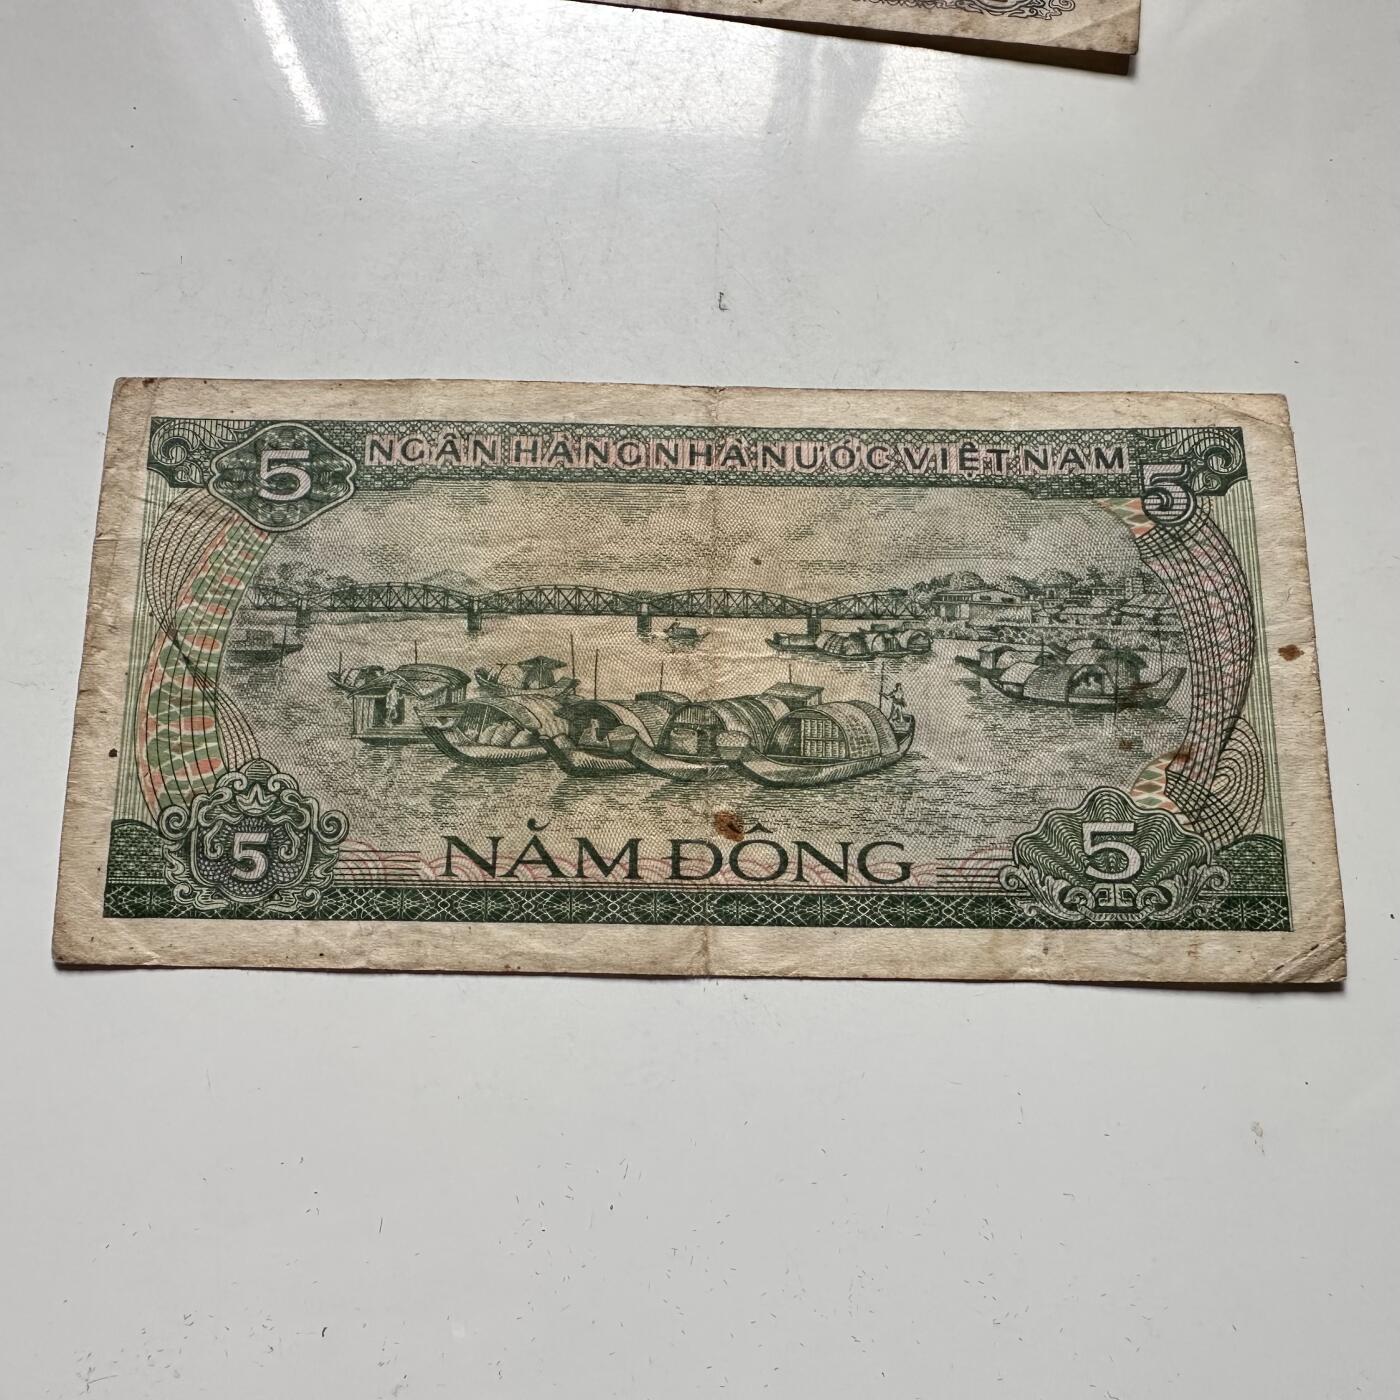 5 NGÂN HÀNG NHÀ NƯỚC VIỆT NAM 5
5 NĂM ĐỒNG 5